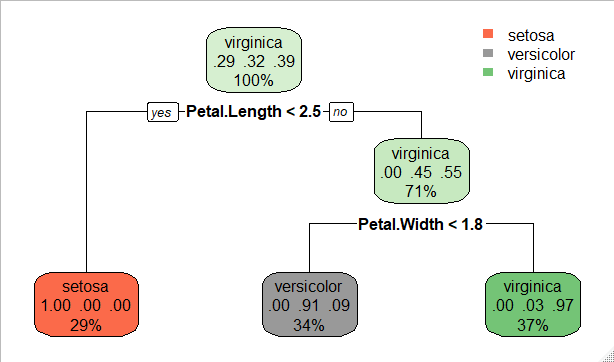 virginica
.29 .32 .39
100%
setosa
versicolor
virginica
yes Petal.Length < 2.5 no
virginica
.00 .45 .55
71%
Petal.Width < 1.8
setosa
1.00 .00 .00
29%
versicolor
.00 .91 .09
34%
virginica
.00 .03 .97
37%